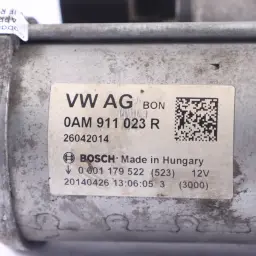 VW AG BON
0AM 911 023 R
26042014
BOSCH Made in Hungary
0 001 179 522 (523) 12V
20140426 13:06:05 3 (3000)